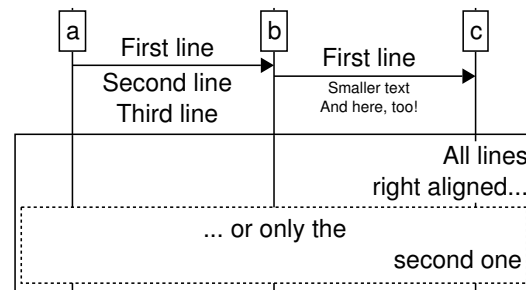 a
b
c
First line
Second line
Third line
First line
Smaller text
And here, too!
All lines
right aligned...
... or only the
second one